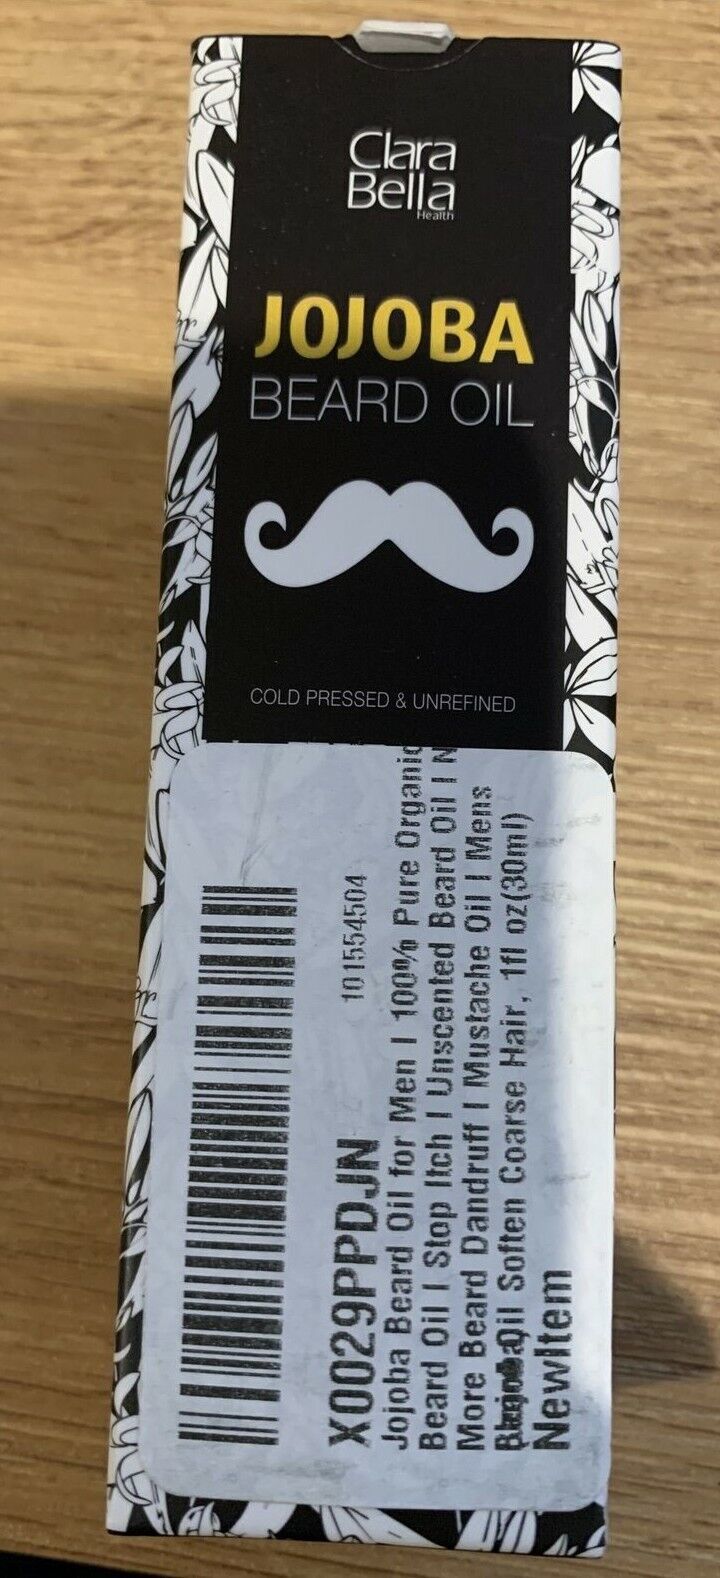 Clara
Bella
Health
JOJOBA
BEARD OIL
COLD PRESSED & UNREFINED
101554504
X0029PPDJN
Jojoba Beard Oil for Men | 100% Pure Organic
Beard Oil | Stop Itch | Unscented Beard Oil | N
More Beard Dandruff | Mustache Oil | Mens
Oil Soften Coarse Hair, 1fl oz(30ml)
NewItem